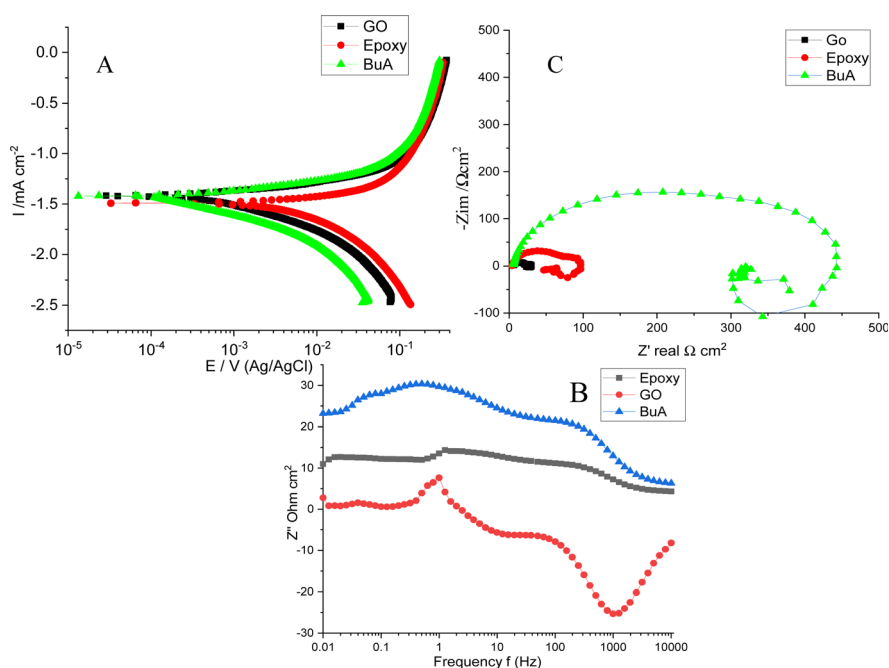 GO
Epoxy
BuA
A
0.0
-0.5
-1.0
-1.5
-2.0
-2.5
I /mA cm⁻²
10⁻⁵
10⁻⁴
10⁻³
10⁻²
10⁻¹
E / V (Ag/AgCl)
C
Go
Epoxy
BuA
500
400
300
200
100
0
-100
-Zim /Ωcm²
0
100
200
300
400
500
Z' real Ω cm²
B
Epoxy
GO
BuA
30
20
10
0
-10
-20
-30
Z" Ohm cm²
0.01
0.1
1
10
100
1000
10000
Frequency f (Hz)